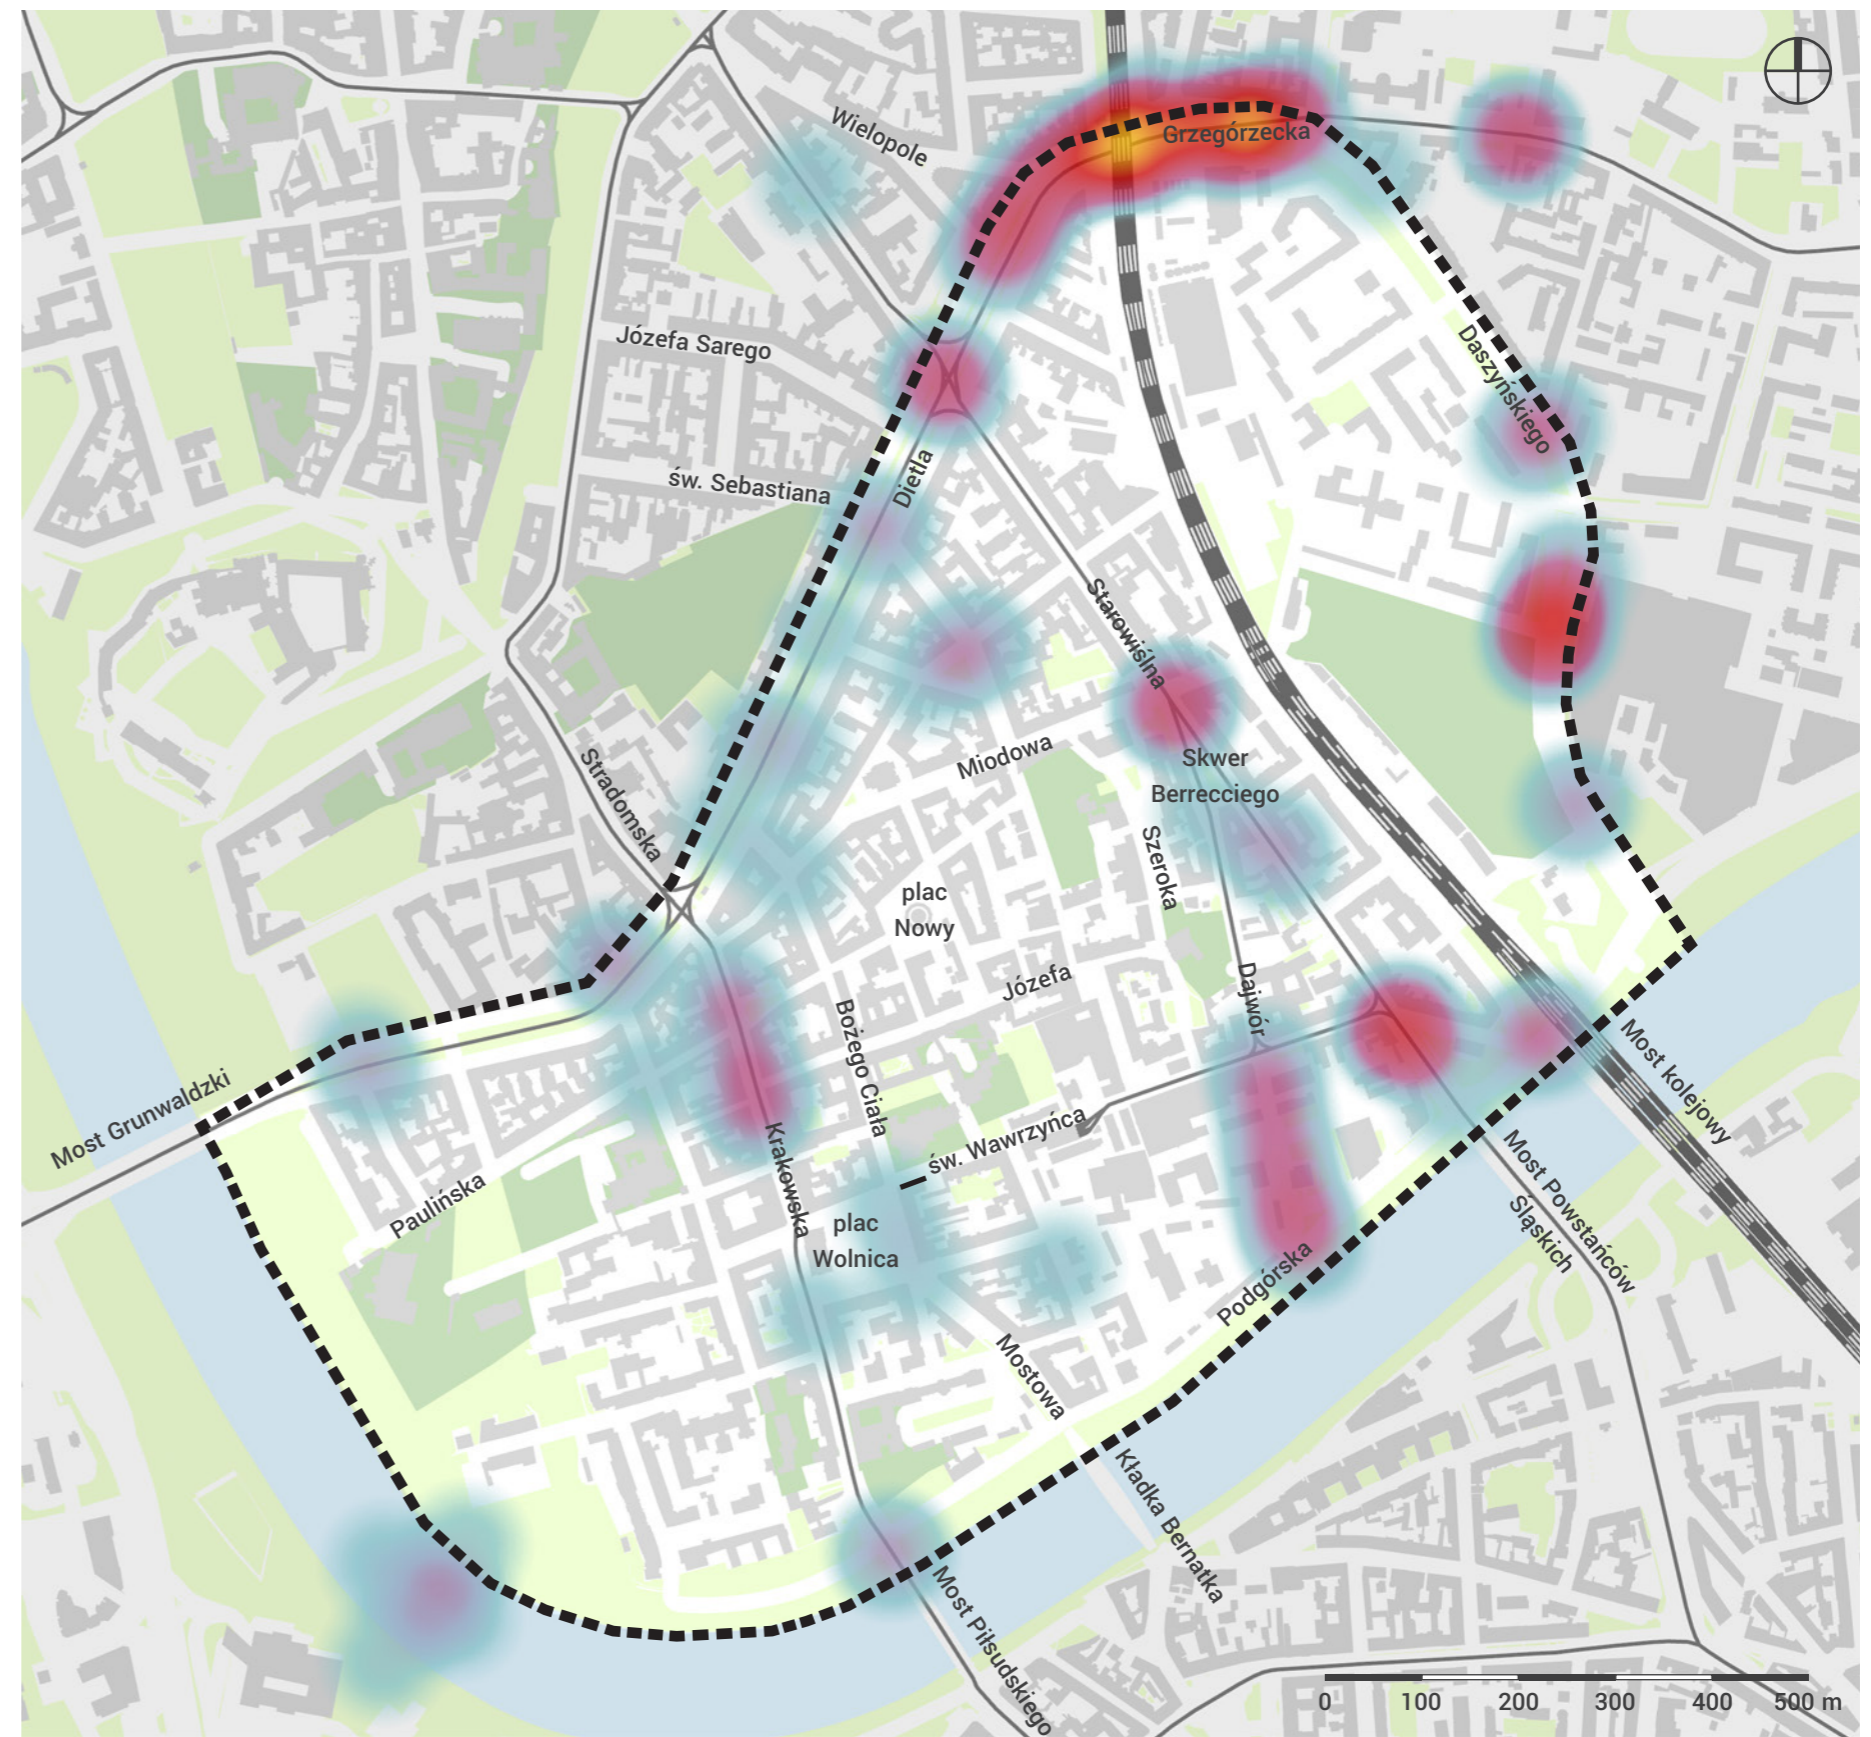 Wielopole
Grzegórzecka
Józefa Sarego
Daszyńskiego
Dietla
św. Sebastiana
Starowiślna
Miodowa
Skwer
Berrecciego
Stradomska
Szeroka
plac
Nowy
Józefa
Dajwór
Bożego Ciała
Most kolejowy
Most Grunwaldzki
św. Wawrzyńca
Krakowska
Paulińska
plac
Wolnica
Most Powstańców
Śląskich
Podgórska
Mostowa
Kładka Bernatka
Most Piłsudskiego
0 100 200 300 400 500 m